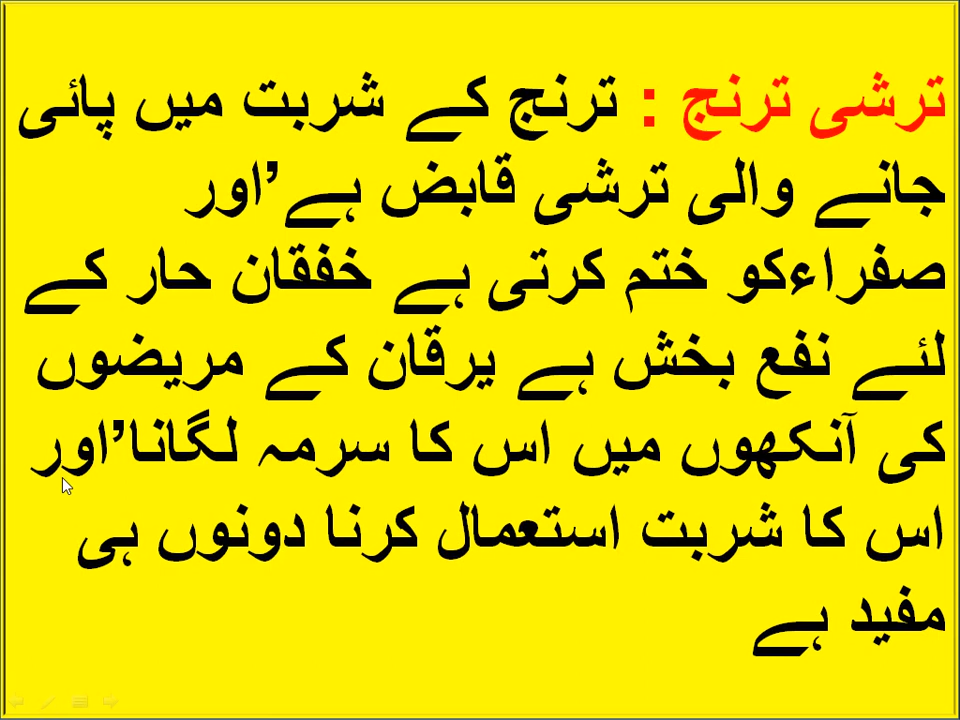 ترشی ترنج : ترنج کے شربت میں پائی
جانے والی ترشی قابض ہے’اور
صفراءکو ختم کرتی ہے خفقان حار کے
لئے نفع بخش ہے یرقان کے مریضوں
کی آنکھوں میں اس کا سرمہ لگانا’اور
اس کا شربت استعمال کرنا دونوں ہی
مفید ہے